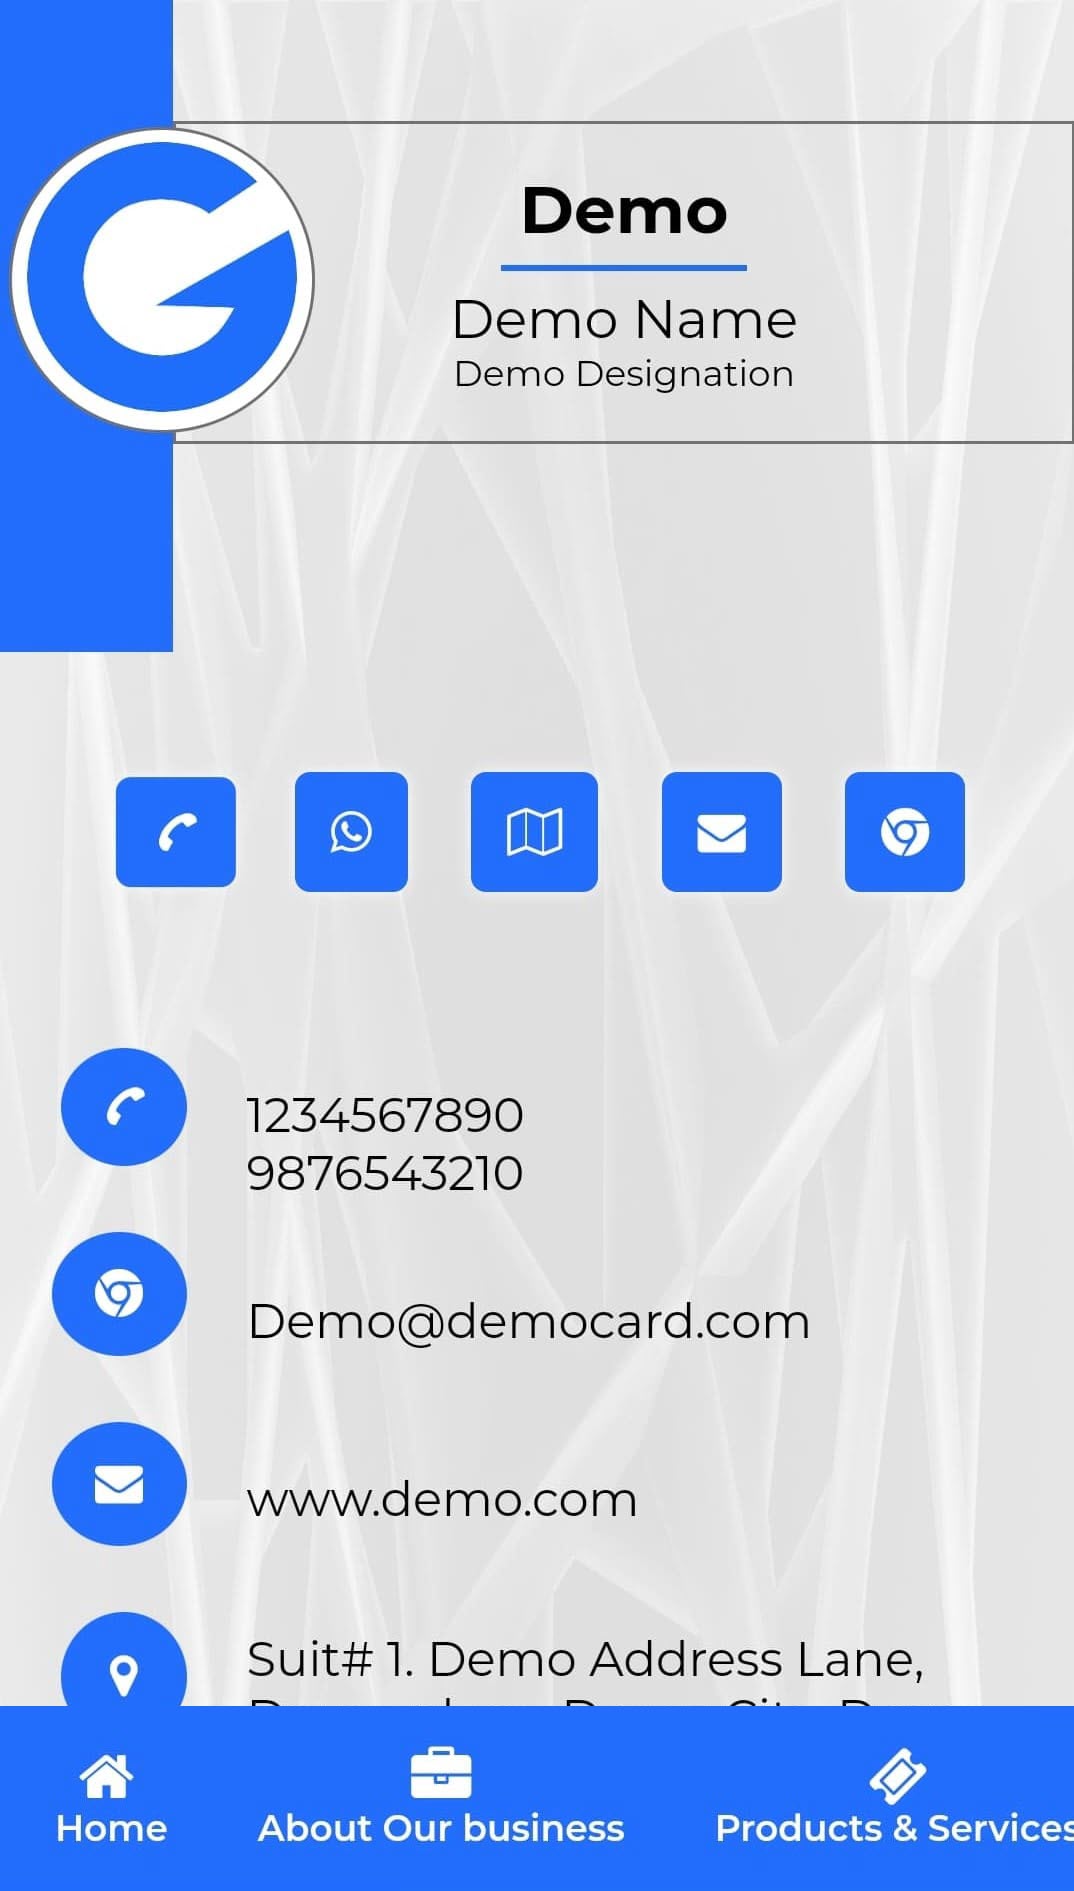 Demo
Demo Name
Demo Designation
1234567890
9876543210
Demo@democard.com
www.demo.com
Suit# 1. Demo Address Lane,
Home
About Our business
Products & Services